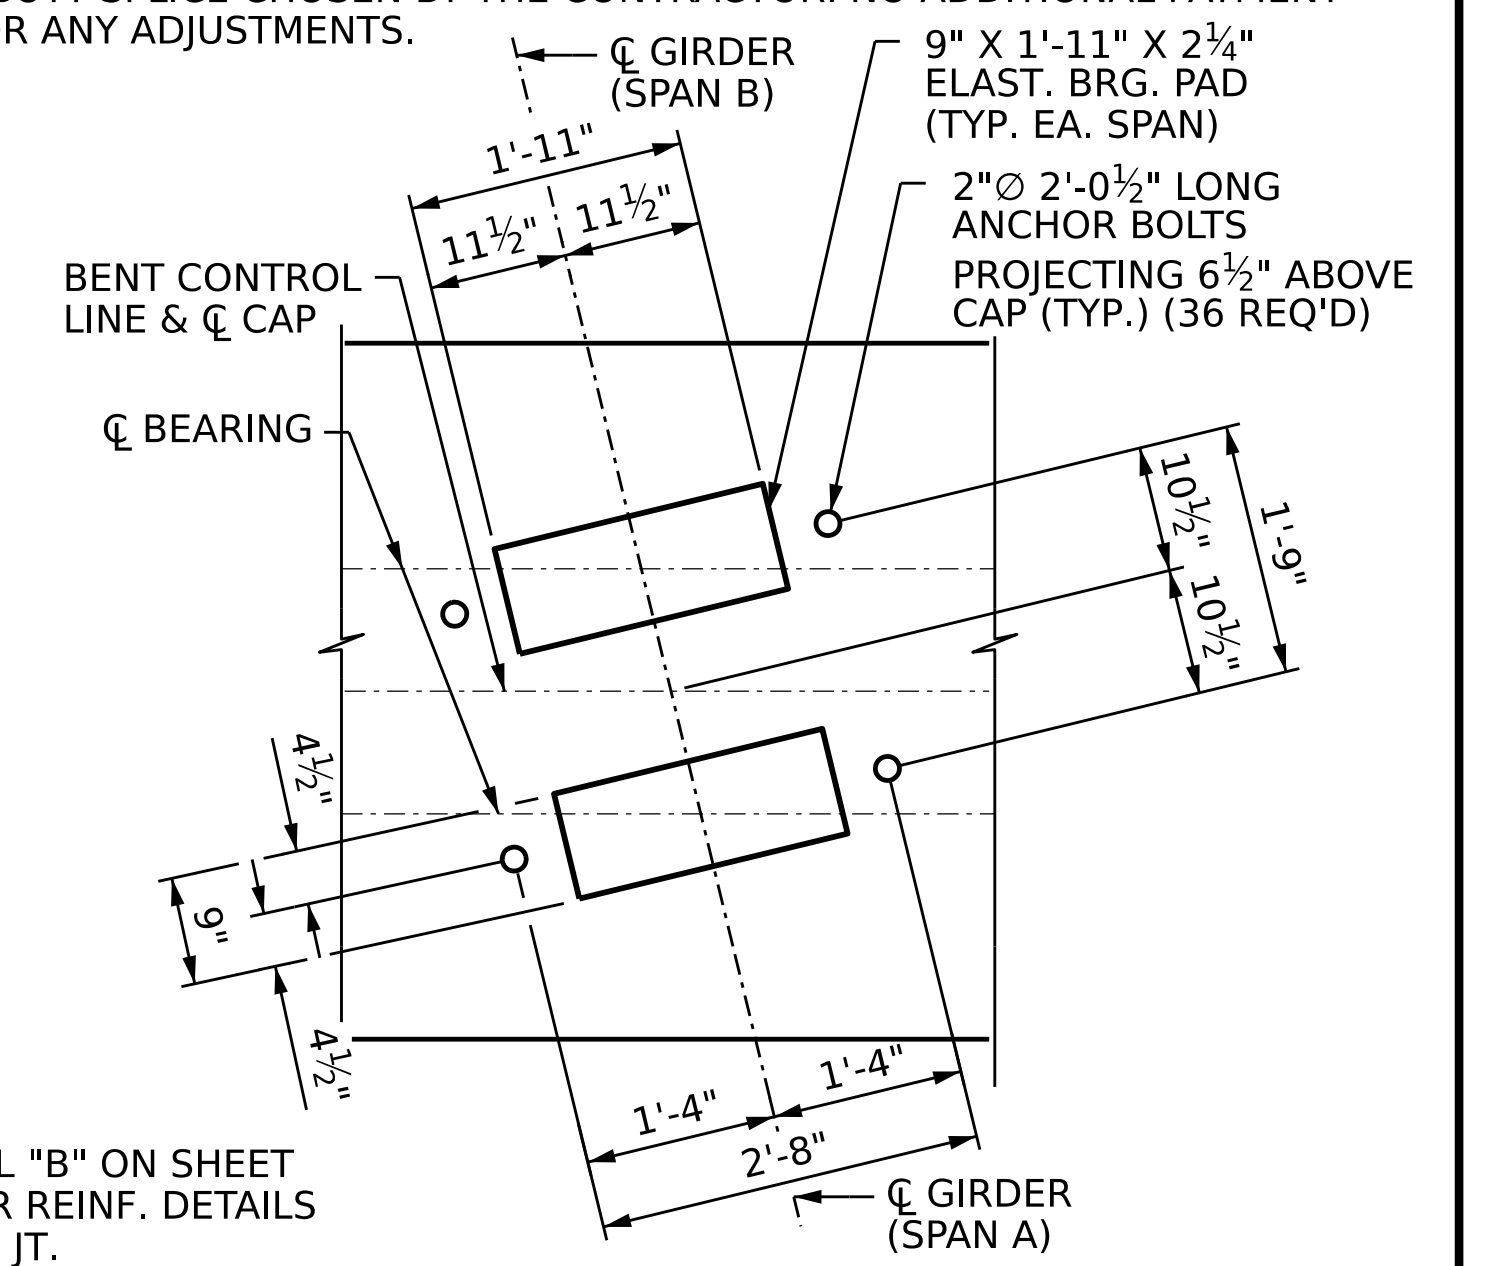 OR ANY ADJUSTMENTS.
℄ GIRDER
(SPAN B)
9" X 1'-11" X 2¼"
ELAST. BRG. PAD
(TYP. EA. SPAN)
2"∅ 2'-0½" LONG
ANCHOR BOLTS
PROJECTING 6½" ABOVE
CAP (TYP.) (36 REQ'D)
1'-11"
11½"
11½"
BENT CONTROL
LINE & ℄ CAP
℄ BEARING
10½"
1'-9"
10½"
4½"
9"
4½"
1'-4"
1'-4"
2'-8"
"B" ON SHEET
REINF. DETAILS
JT.
℄ GIRDER
(SPAN A)